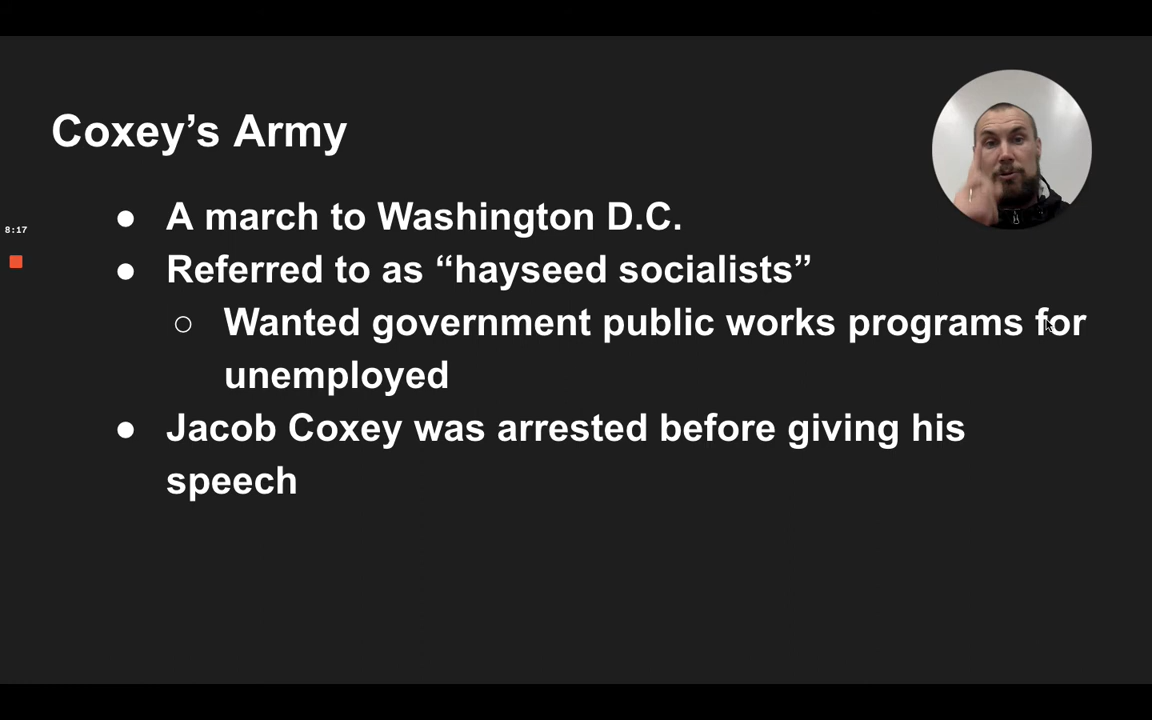 Coxey’s Army
● A march to Washington D.C.
8:17
● Referred to as “hayseed socialists”
○ Wanted government public works programs for
unemployed
● Jacob Coxey was arrested before giving his
speech